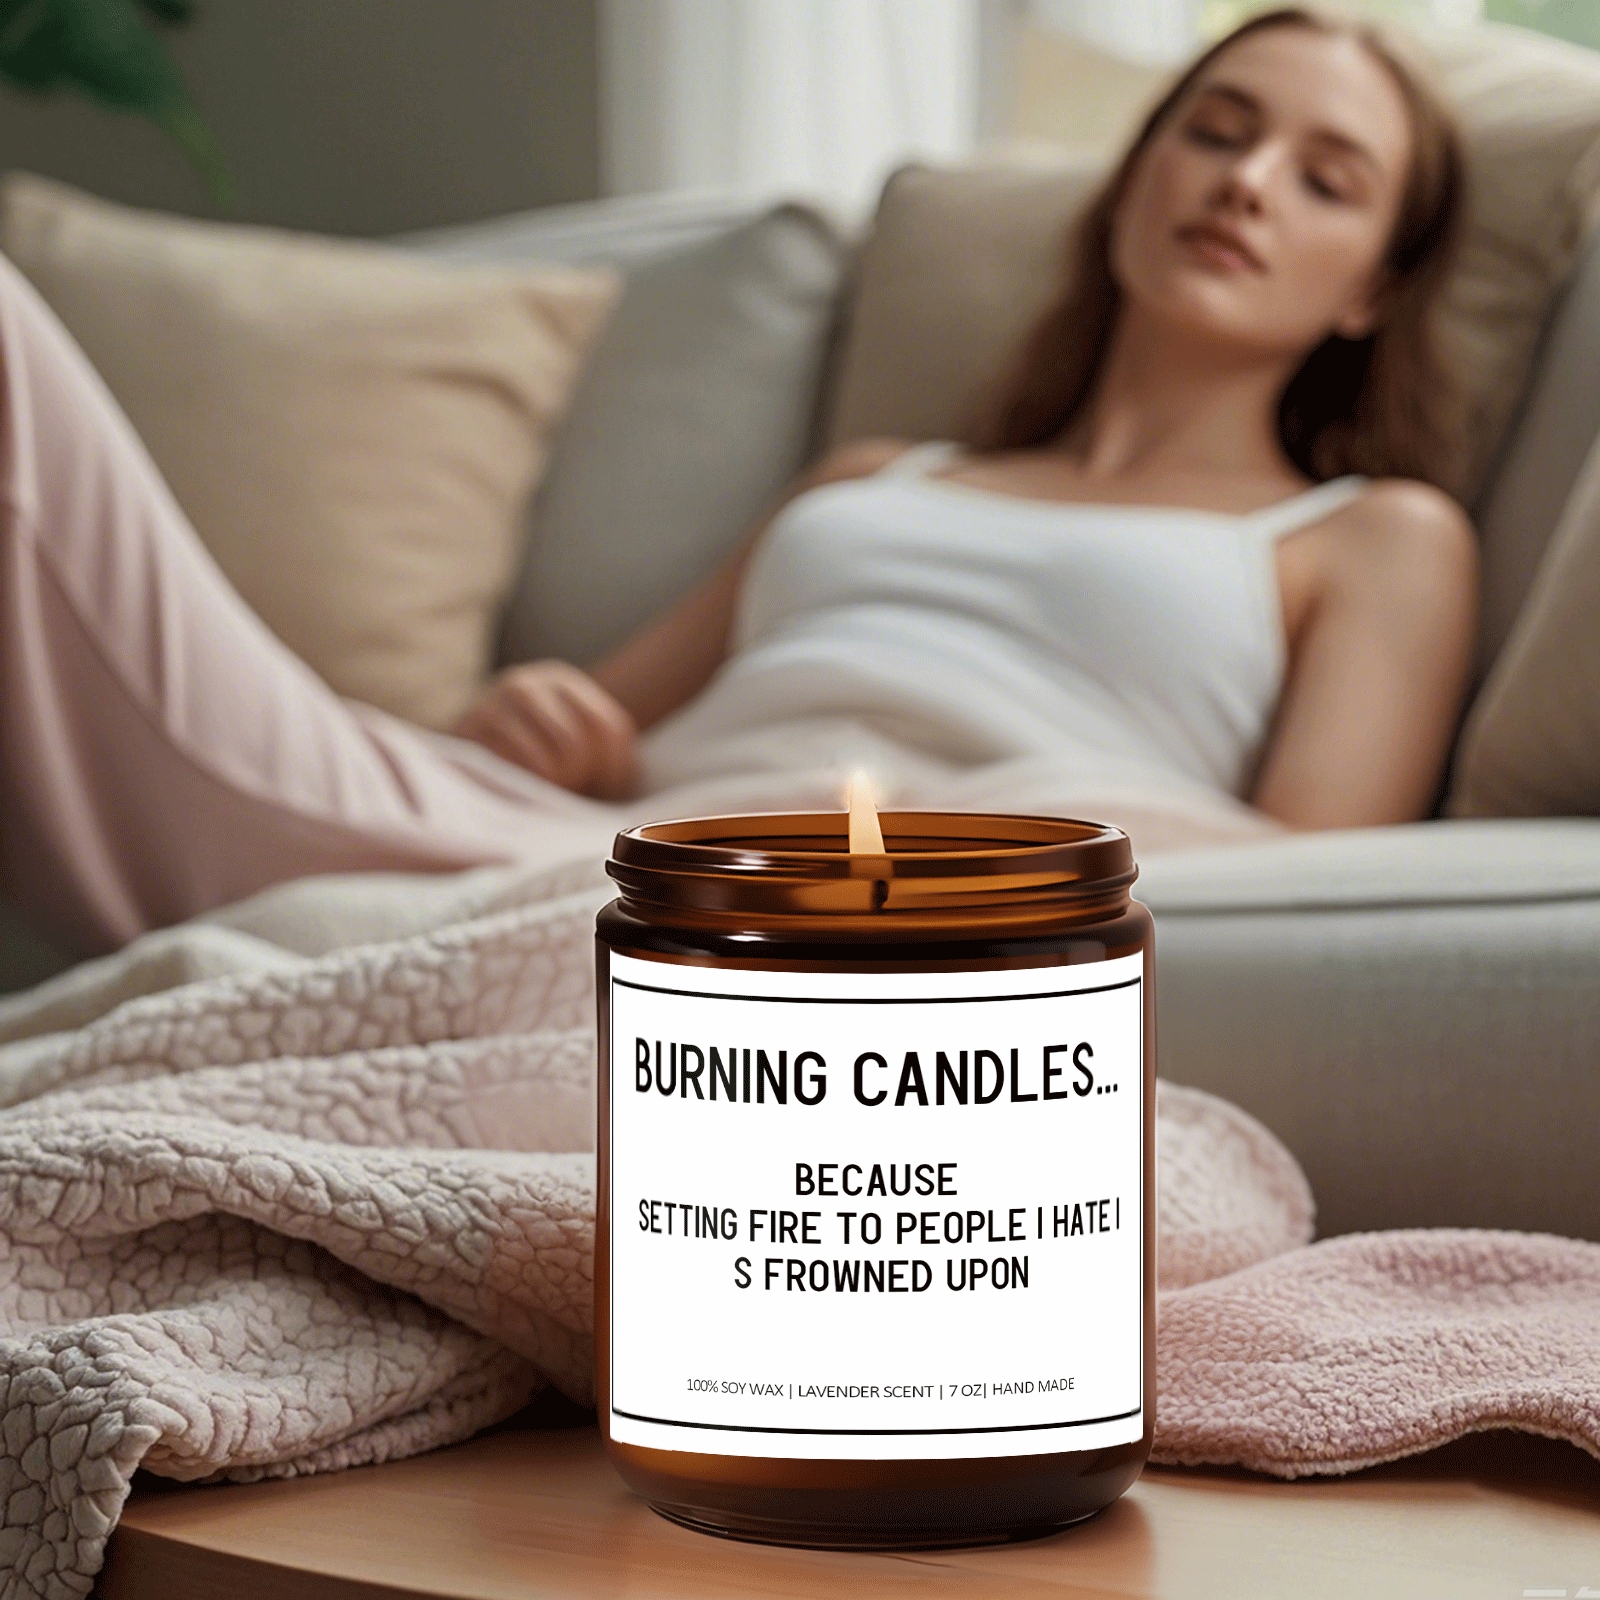 BURNING CANDLES...
BECAUSE
SETTING FIRE TO PEOPLE I HATE I
S FROWNED UPON
100% SOY WAX | LAVENDER SCENT | 7 OZ| HAND MADE